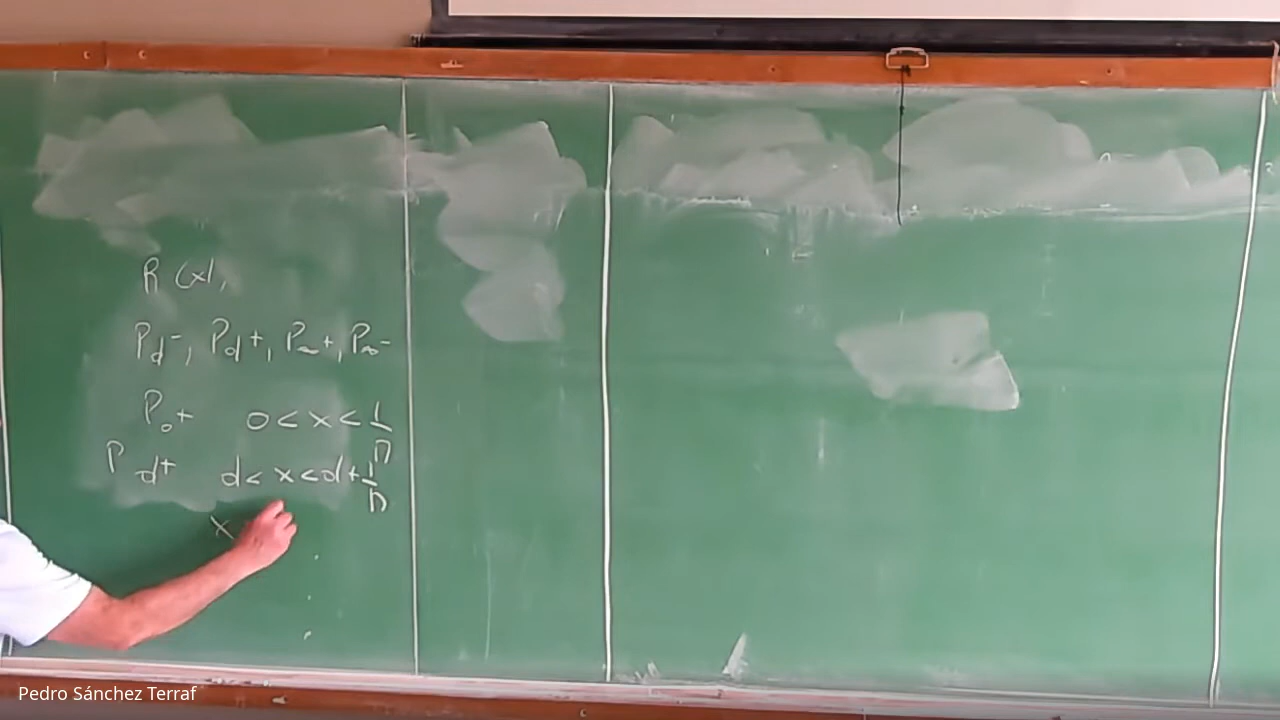 R(x),
P_d-, P_d+, P_∞+, P_∞-
P_0+ 0 < x < 1/n
P_d+ d < x < d + 1/n
x
Pedro Sánchez Terraf